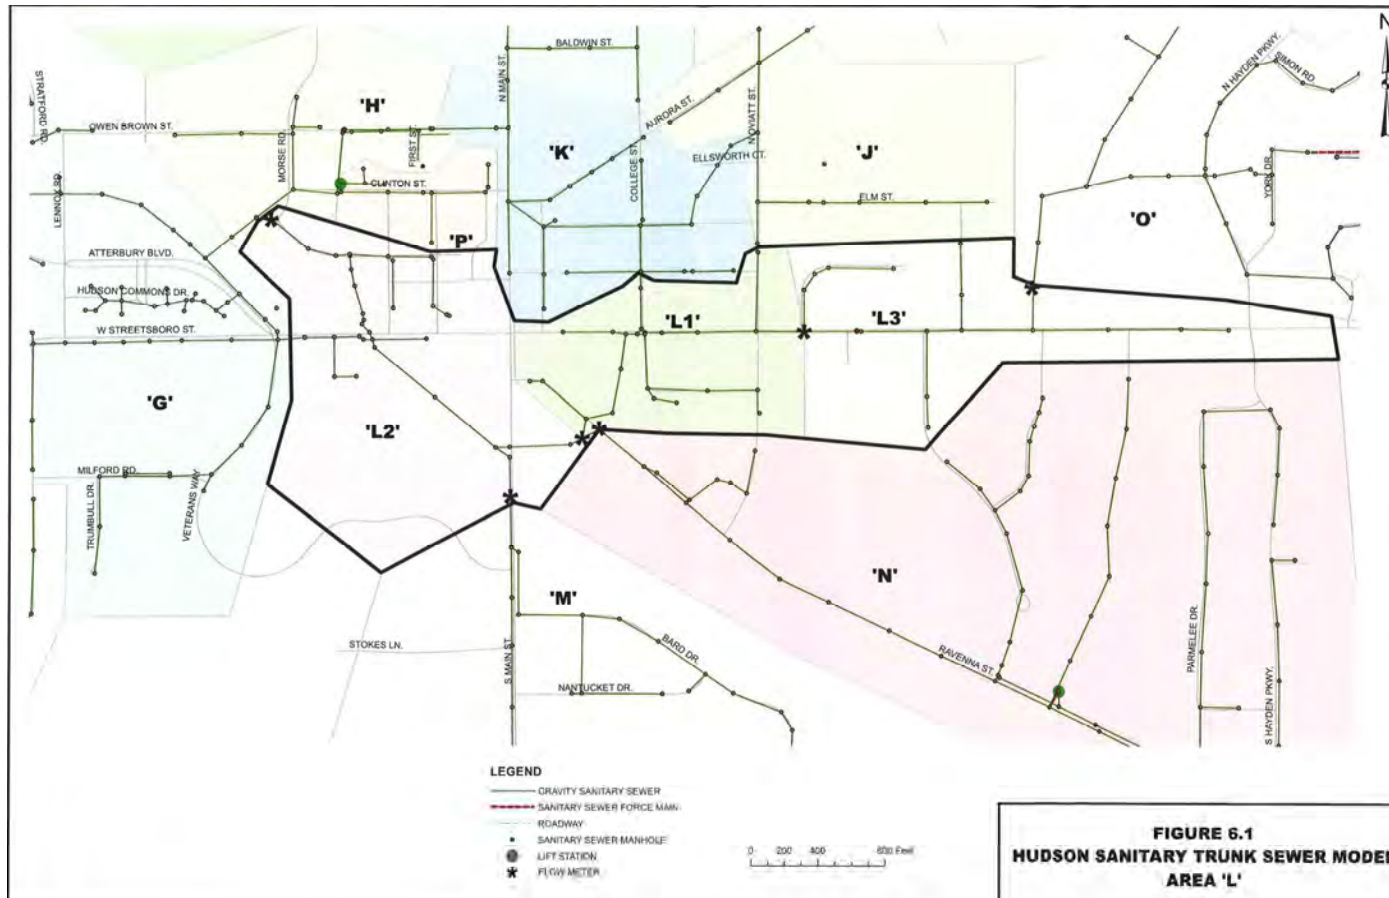 N
BALDWIN ST.
N MAIN ST.
N HAYDEN PKWY.
SIMON RD.
STRATFORD RD.
'H'
AURORA ST.
N OVIATT ST.
OWEN BROWN ST.
MORSE RD.
FIRST ST.
'K'
COLLEGE ST.
ELLSWORTH CT.
'J'
YORK DR.
LENNOX RD.
CLINTON ST.
ELM ST.
'O'
'P'
ATTERBURY BLVD.
HUDSON COMMONS DR.
W STREETSBORO ST.
'L1'
'L3'
'G'
'L2'
MILFORD RD.
TRUMBULL DR.
VETERANS WAY
'N'
'M'
STOKES LN.
S MAIN ST.
BARD DR.
NANTUCKET DR.
RAVENNA ST.
PARMELEE DR.
S HAYDEN PKWY.
LEGEND
GRAVITY SANITARY SEWER
SANITARY SEWER FORCE MAIN
ROADWAY
SANITARY SEWER MANHOLE
LIFT STATION
FLOW METER
0 200 400 800 Feet
FIGURE 6.1
HUDSON SANITARY TRUNK SEWER MODEL
AREA 'L'